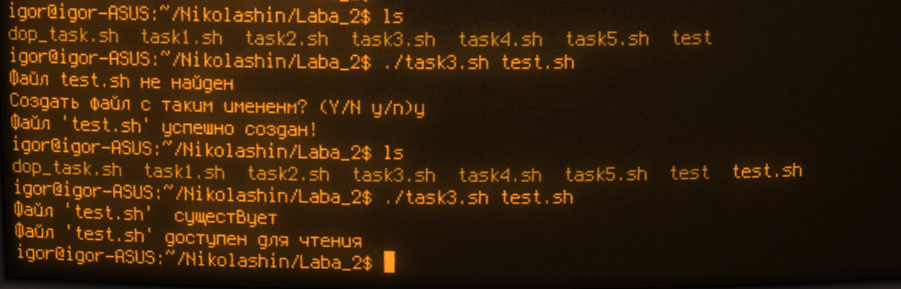 igor@igor-ASUS:~/Nikolashin/Laba_2$ ls
dop_task.sh task1.sh task2.sh task3.sh task4.sh task5.sh test
igor@igor-ASUS:~/Nikolashin/Laba_2$ ./task3.sh test.sh
Файл test.sh не найден
Создать файл с таким имененм? (Y/N y/n)y
Файл 'test.sh' успешно создан!
igor@igor-ASUS:~/Nikolashin/Laba_2$ ls
dop_task.sh task1.sh task2.sh task3.sh task4.sh task5.sh test test.sh
igor@igor-ASUS:~/Nikolashin/Laba_2$ ./task3.sh test.sh
Файл 'test.sh' существует
Файл 'test.sh' доступен для чтения
igor@igor-ASUS:~/Nikolashin/Laba_2$